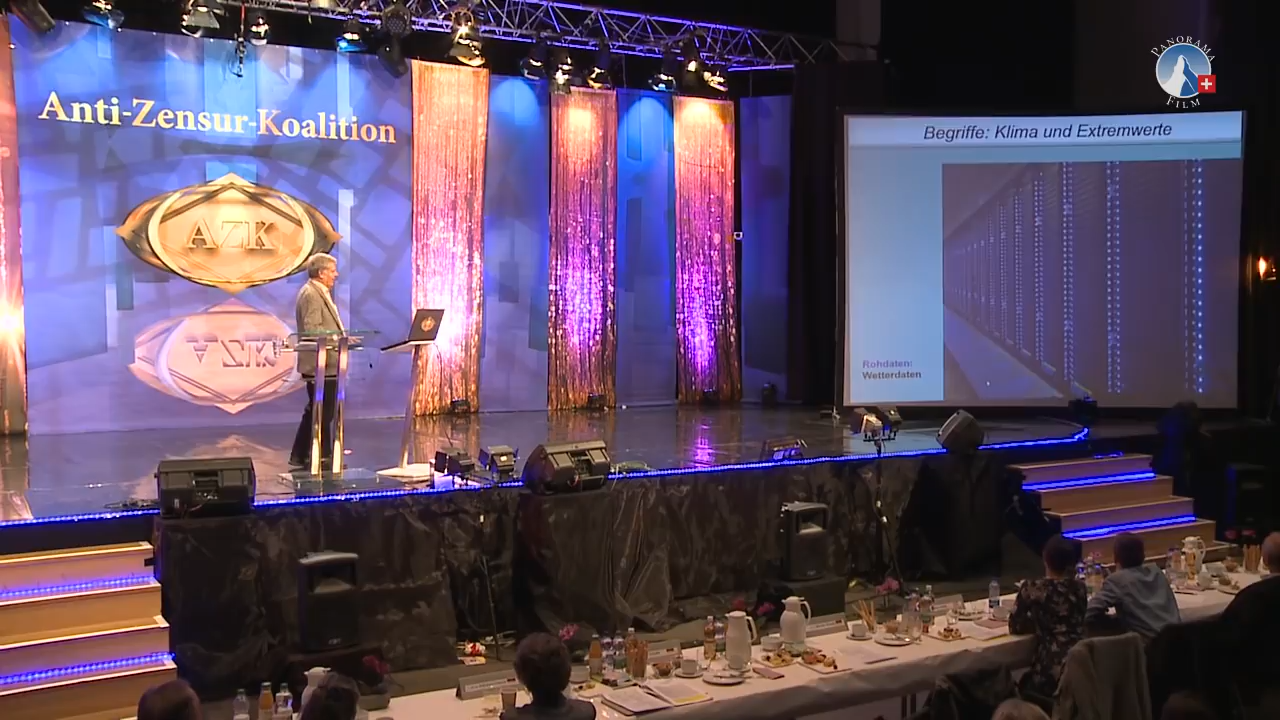 Anti-Zensur-Koalition
AZK
AZK
PANORAMA
FILM
Begriffe: Klima und Extremwerte
Rohdaten:
Wetterdaten